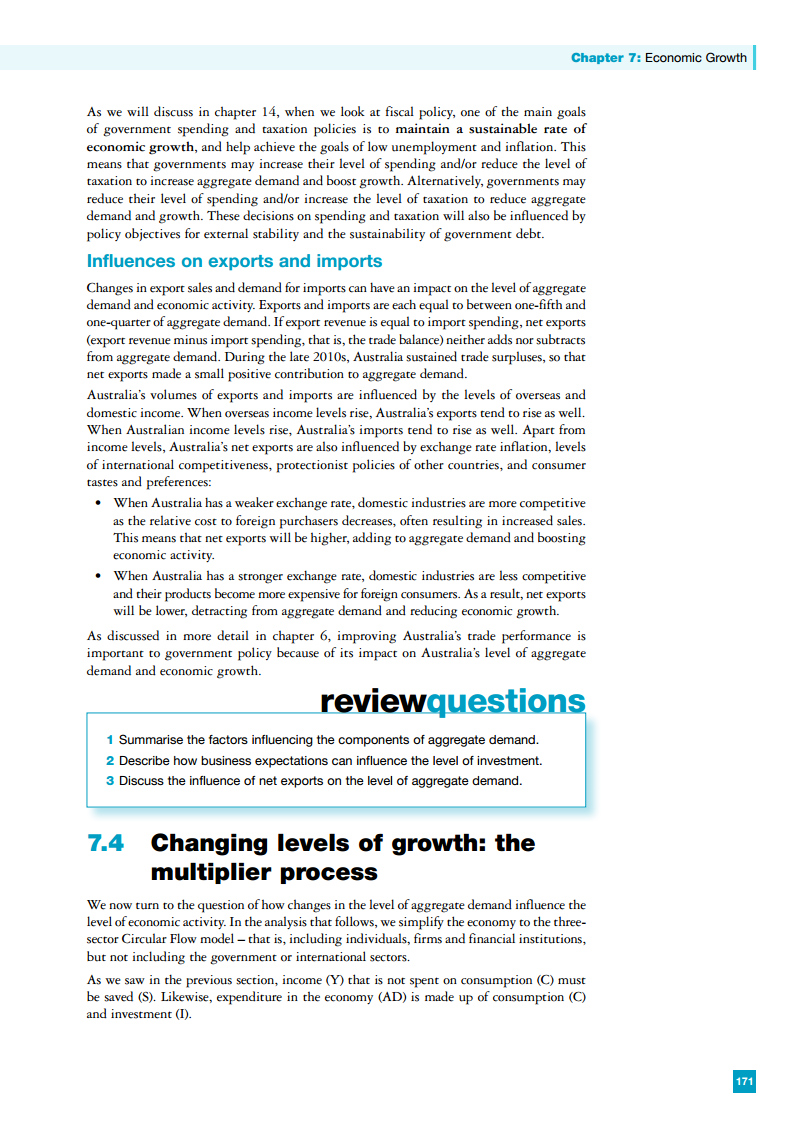 Chapter 7: Economic Growth
As we will discuss in chapter 14, when we look at fiscal policy, one of the main goals
of government spending and taxation policies is to maintain a sustainable rate of
economic growth, and help achieve the goals of low unemployment and inflation. This
means that governments may increase their level of spending and/or reduce the level of
taxation to increase aggregate demand and boost growth. Alternatively, governments may
reduce their level of spending and/or increase the level of taxation to reduce aggregate
demand and growth. These decisions on spending and taxation will also be influenced by
policy objectives for external stability and the sustainability of government debt.
Influences on exports and imports
Changes in export sales and demand for imports can have an impact on the level of aggregate
demand and economic activity. Exports and imports are each equal to between one-fifth and
one-quarter of aggregate demand. If export revenue is equal to import spending, net exports
(export revenue minus import spending, that is, the trade balance) neither adds nor subtracts
from aggregate demand. During the late 2010s, Australia sustained trade surpluses, so that
net exports made a small positive contribution to aggregate demand.
Australia's volumes of exports and imports are influenced by the levels of overseas and
domestic income. When overseas income levels rise, Australia's exports tend to rise as well.
When Australian income levels rise, Australia's imports tend to rise as well. Apart from
income levels, Australia's net exports are also influenced by exchange rate inflation, levels
of international competitiveness, protectionist policies of other countries, and consumer
tastes and preferences:
• When Australia has a weaker exchange rate, domestic industries are more competitive
as the relative cost to foreign purchasers decreases, often resulting in increased sales.
This means that net exports will be higher, adding to aggregate demand and boosting
economic activity.
• When Australia has a stronger exchange rate, domestic industries are less competitive
and their products become more expensive for foreign consumers. As a result, net exports
will be lower, detracting from aggregate demand and reducing economic growth.
As discussed in more detail in chapter 6, improving Australia's trade performance is
important to government policy because of its impact on Australia's level of aggregate
demand and economic growth.
reviewquestions
1 Summarise the factors influencing the components of aggregate demand.
2 Describe how business expectations can influence the level of investment.
3 Discuss the influence of net exports on the level of aggregate demand.
7.4 Changing levels of growth: the
multiplier process
We now turn to the question of how changes in the level of aggregate demand influence the
level of economic activity. In the analysis that follows, we simplify the economy to the three-
sector Circular Flow model – that is, including individuals, firms and financial institutions,
but not including the government or international sectors.
As we saw in the previous section, income (Y) that is not spent on consumption (C) must
be saved (S). Likewise, expenditure in the economy (AD) is made up of consumption (C)
and investment (I).
171